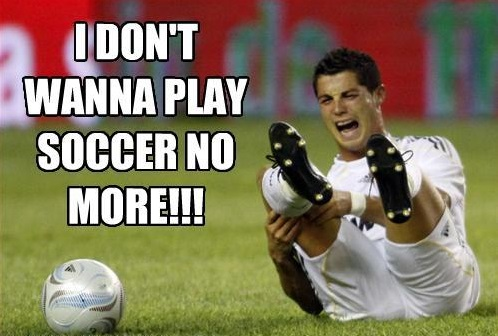 I DON'T
WANNA PLAY
SOCCER NO
MORE!!!